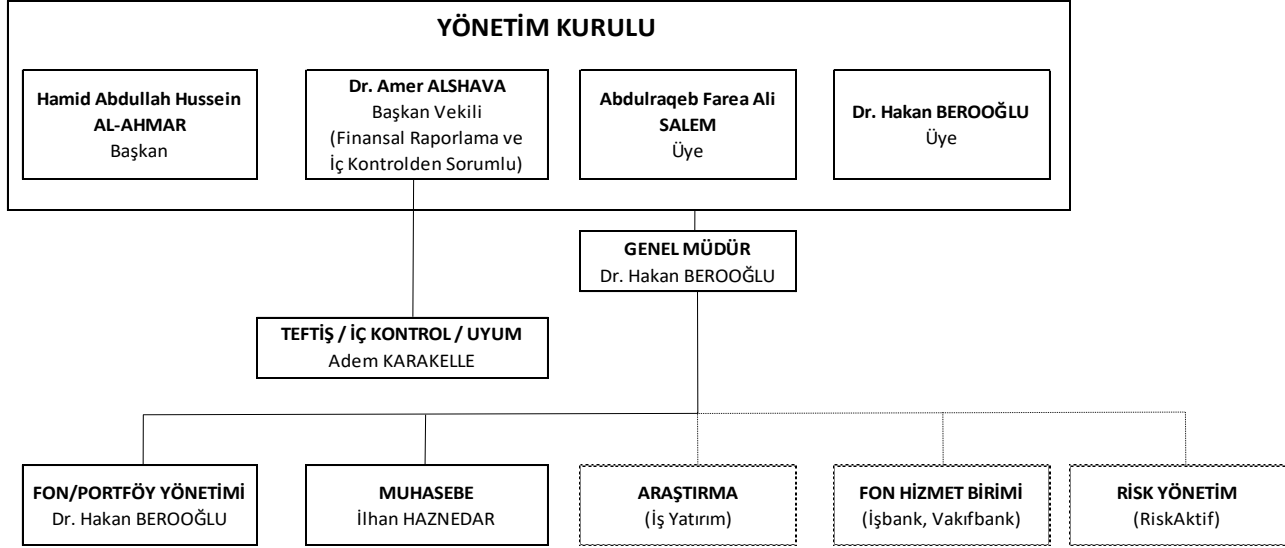 YÖNETİM KURULU
Hamid Abdullah Hussein
AL-AHMAR
Başkan
Dr. Amer ALSHAVA
Başkan Vekili
(Finansal Raporlama ve
İç Kontrolden Sorumlu)
Abdulraqeb Farea Ali
SALEM
Üye
Dr. Hakan BEROOĞLU
Üye
GENEL MÜDÜR
Dr. Hakan BEROOĞLU
TEFTİŞ / İÇ KONTROL / UYUM
Adem KARAKELLE
FON/PORTFÖY YÖNETİMİ
Dr. Hakan BEROOĞLU
MUHASEBE
İlhan HAZNEDAR
ARAŞTIRMA
(İş Yatırım)
FON HİZMET BİRİMİ
(İşbank, Vakıfbank)
RİSK YÖNETİM
(RiskAktif)